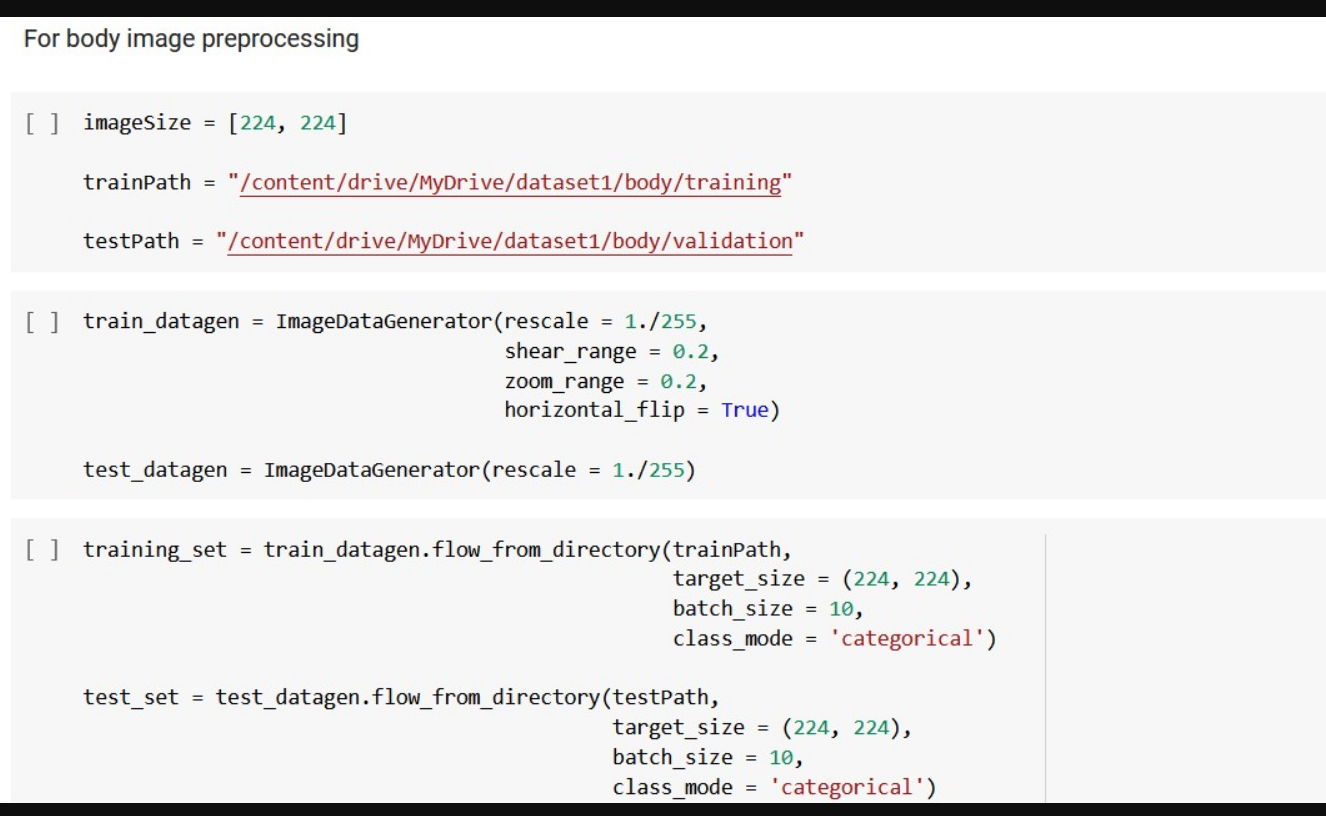 For body image preprocessing
[ ] imageSize = [224, 224]
trainPath = "/content/drive/MyDrive/dataset1/body/training"
testPath = "/content/drive/MyDrive/dataset1/body/validation"
[ ] train_datagen = ImageDataGenerator(rescale = 1./255,
shear_range = 0.2,
zoom_range = 0.2,
horizontal_flip = True)
test_datagen = ImageDataGenerator(rescale = 1./255)
[ ] training_set = train_datagen.flow_from_directory(trainPath,
target_size = (224, 224),
batch_size = 10,
class_mode = 'categorical')
test_set = test_datagen.flow_from_directory(testPath,
target_size = (224, 224),
batch_size = 10,
class_mode = 'categorical')